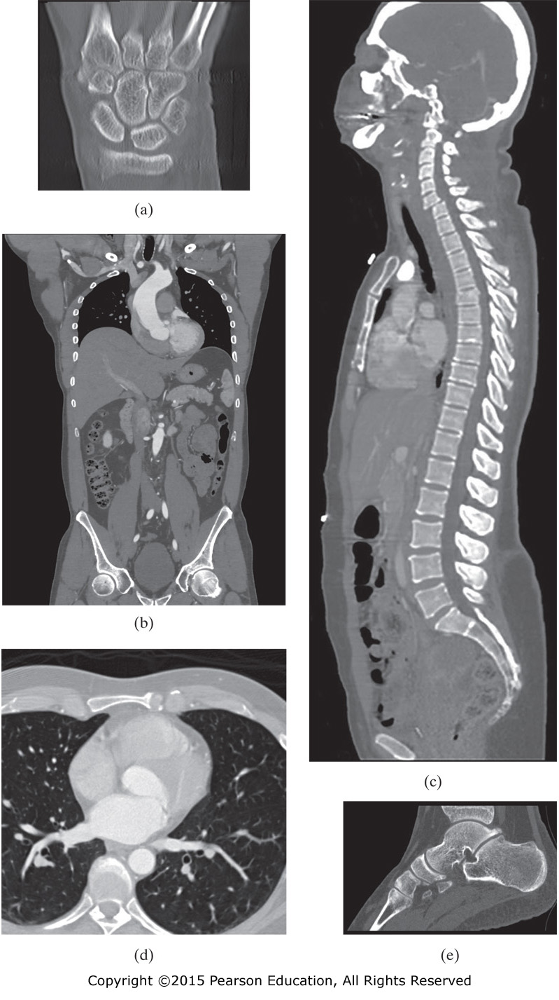 (a)
(b)
(c)
(d)
(e)
Copyright ©2015 Pearson Education, All Rights Reserved